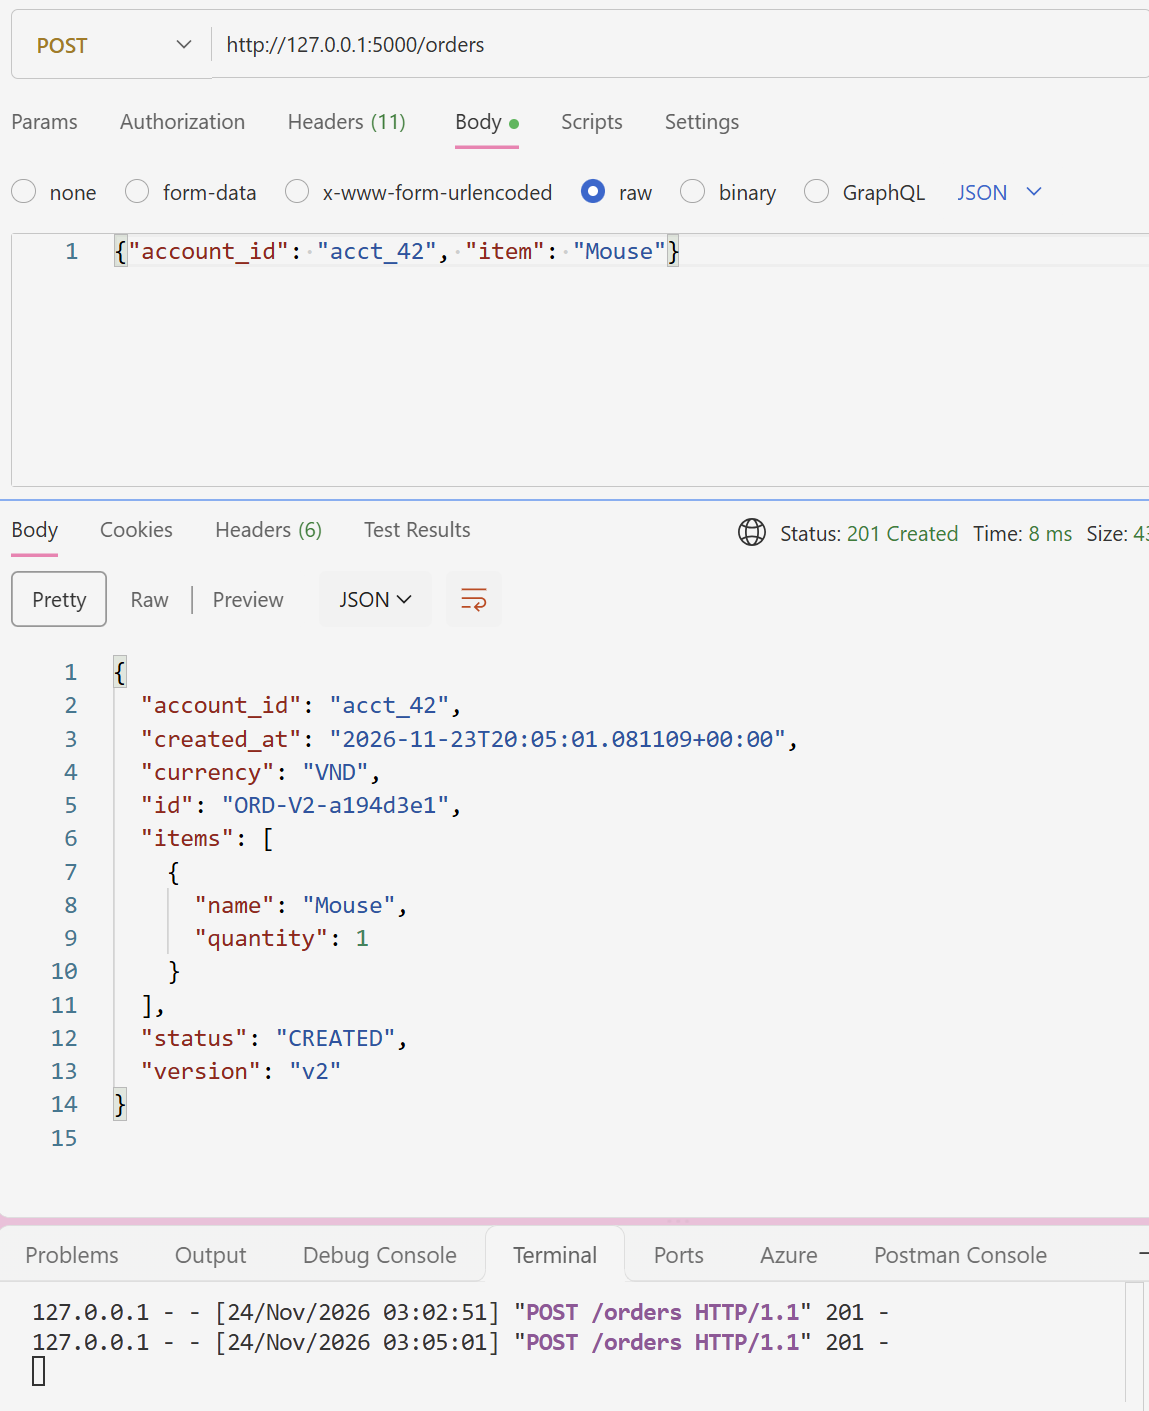 POST http://127.0.0.1:5000/orders
Params Authorization Headers (11) Body Scripts Settings
none form-data x-www-form-urlencoded raw binary GraphQL JSON
1 {"account_id": "acct_42", "item": "Mouse"}
Body Cookies Headers (6) Test Results Status: 201 Created Time: 8 ms Size:
Pretty Raw | Preview JSON
1 {
2 "account_id": "acct_42",
3 "created_at": "2026-11-23T20:05:01.081109+00:00",
4 "currency": "VND",
5 "id": "ORD-V2-a194d3e1",
6 "items": [
7 {
8 "name": "Mouse",
9 "quantity": 1
10 }
11 ],
12 "status": "CREATED",
13 "version": "v2"
14 }
15
Problems Output Debug Console Terminal Ports Azure Postman Console
127.0.0.1 - - [24/Nov/2026 03:02:51] "POST /orders HTTP/1.1" 201 -
127.0.0.1 - - [24/Nov/2026 03:05:01] "POST /orders HTTP/1.1" 201 -